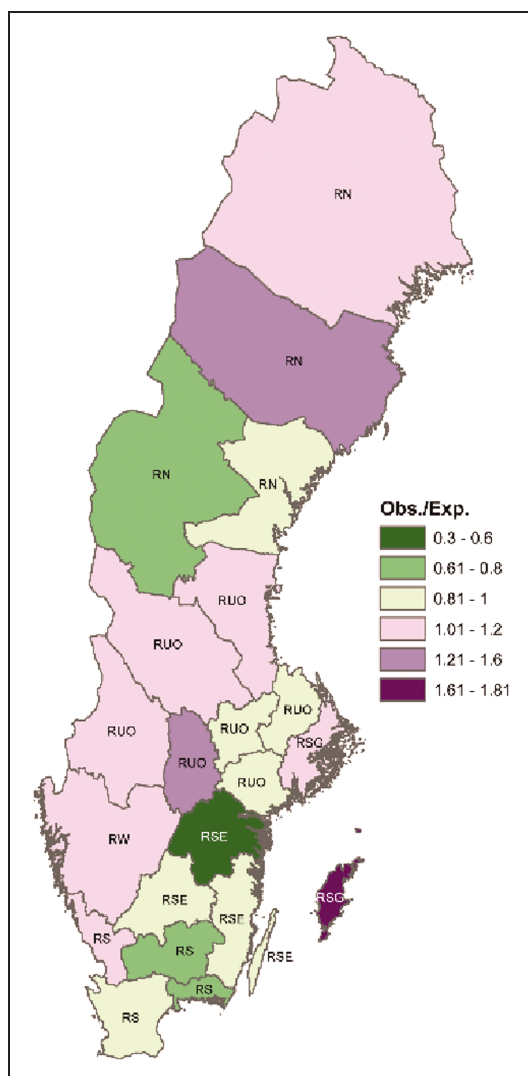 RN
RN
RN
RN
Obs./Exp.
0.3 - 0.6
0.61 - 0.8
0.81 - 1
1.01 - 1.2
1.21 - 1.6
1.61 - 1.81
RUO
RUO
RUO
RUO
RUO
RSG
RUO
RUO
RW
RSE
RSG
RSE
RSE
RS
RS
RSE
RS
RS